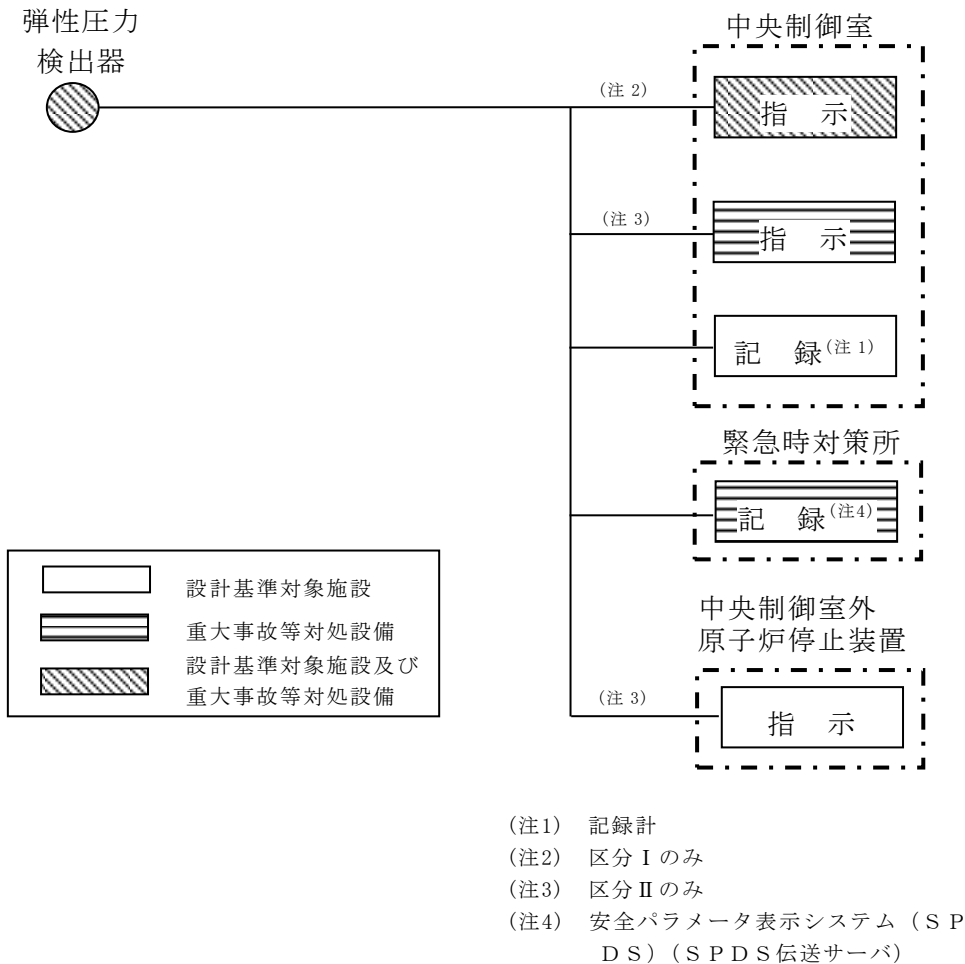 弾性圧力
検出器
中央制御室
(注 2)
指 示
(注 3)
指 示
記 録(注 1)
緊急時対策所
記 録(注4)
中央制御室外
原子炉停止装置
(注 3)
指 示
設計基準対象施設
重大事故等対処設備
設計基準対象施設及び
重大事故等対処設備
(注1) 記録計
(注2) 区分Ⅰのみ
(注3) 区分Ⅱのみ
(注4) 安全パラメータ表示システム(SP
DS)(SPDS伝送サーバ)